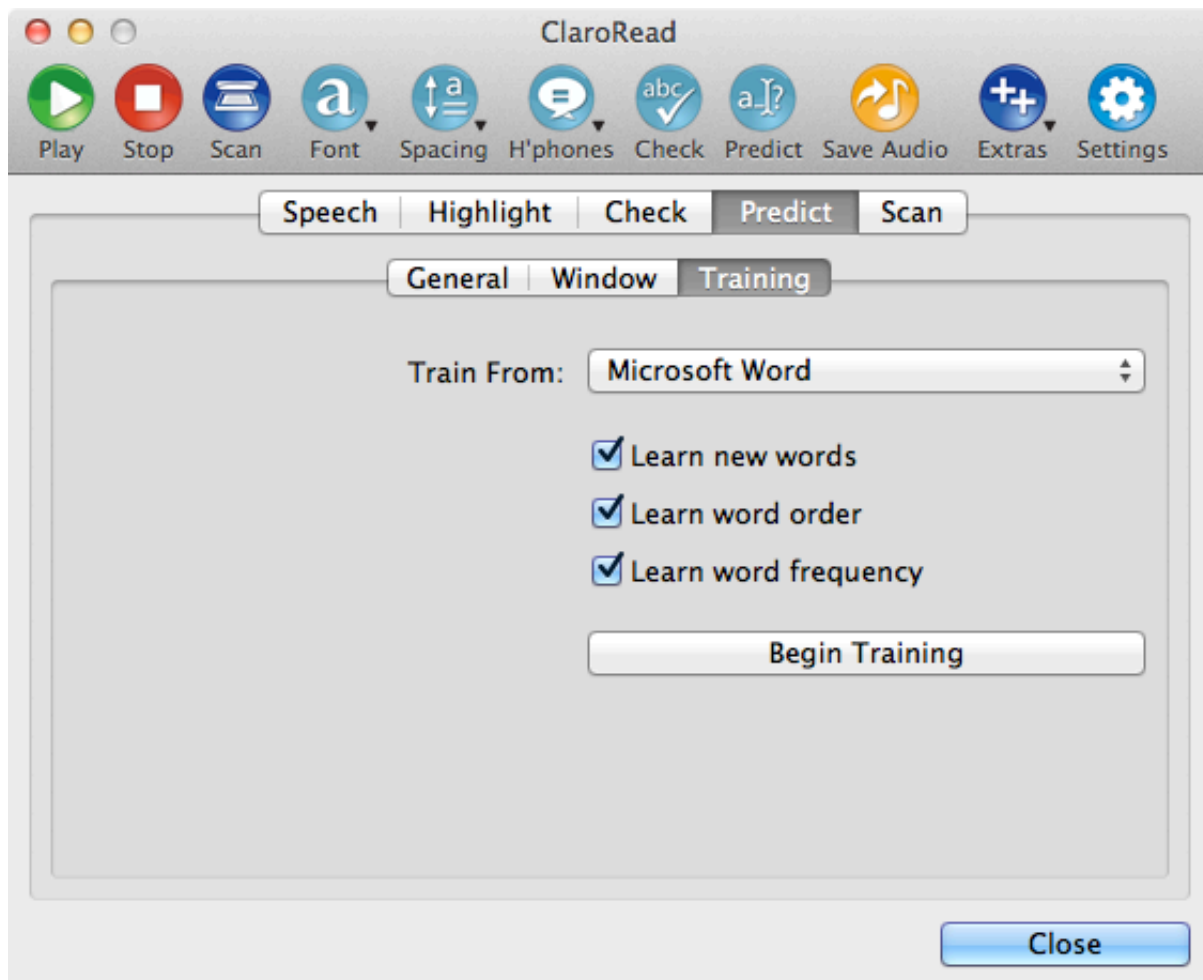 ClaroRead
a a abc a..?
Play Stop Scan Font Spacing H'phones Check Predict Save Audio Extras Settings
Speech Highlight Check Predict Scan
General Window Training
Train From: Microsoft Word
Learn new words
Learn word order
Learn word frequency
Begin Training
Close